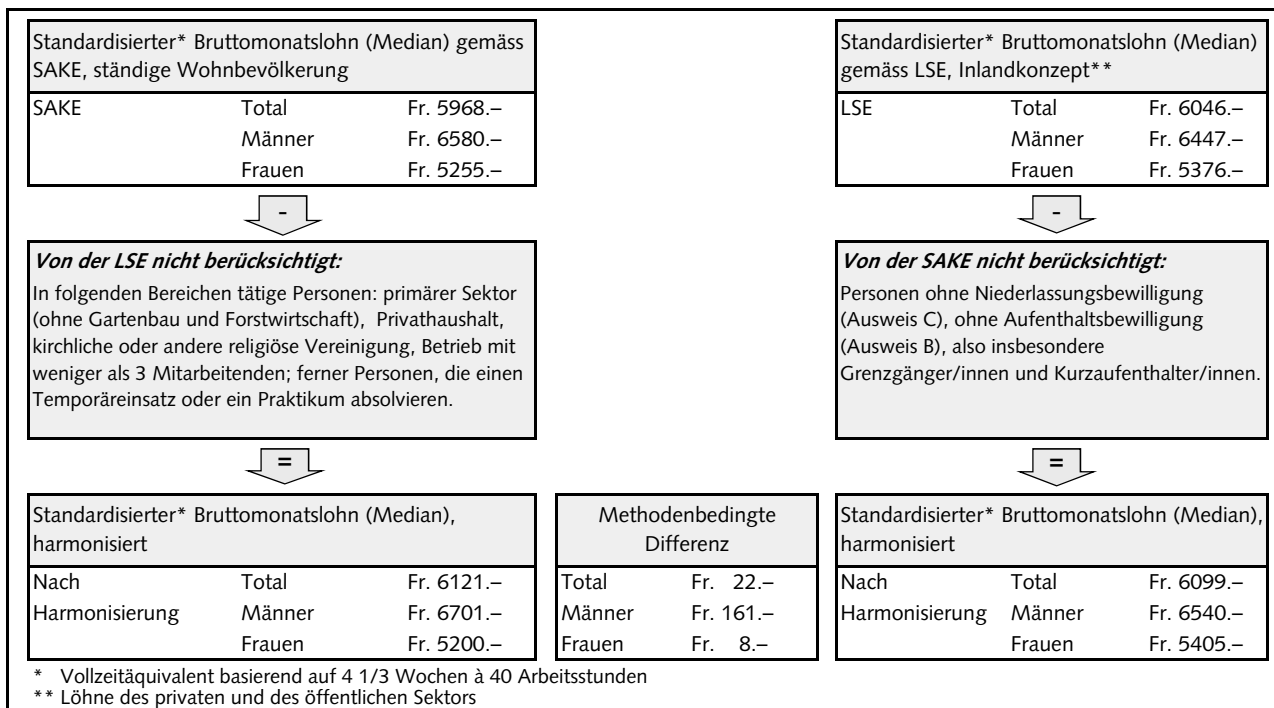 Standardisierter* Bruttomonatslohn (Median) gemäss
SAKE, ständige Wohnbevölkerung
SAKE Total Fr. 5968.–
Männer Fr. 6580.–
Frauen Fr. 5255.–
-
Von der LSE nicht berücksichtigt:
In folgenden Bereichen tätige Personen: primärer Sektor
(ohne Gartenbau und Forstwirtschaft), Privathaushalt,
kirchliche oder andere religiöse Vereinigung, Betrieb mit
weniger als 3 Mitarbeitenden; ferner Personen, die einen
Temporäreinsatz oder ein Praktikum absolvieren.
=
Standardisierter* Bruttomonatslohn (Median),
harmonisiert
Nach Total Fr. 6121.–
Harmonisierung Männer Fr. 6701.–
Frauen Fr. 5200.–
Methodenbedingte
Differenz
Total Fr. 22.–
Männer Fr. 161.–
Frauen Fr. 8.–
Standardisierter* Bruttomonatslohn (Median)
gemäss LSE, Inlandkonzept**
LSE Total Fr. 6046.–
Männer Fr. 6447.–
Frauen Fr. 5376.–
-
Von der SAKE nicht berücksichtigt:
Personen ohne Niederlassungsbewilligung
(Ausweis C), ohne Aufenthaltsbewilligung
(Ausweis B), also insbesondere
Grenzgänger/innen und Kurzaufenthalter/innen.
=
Standardisierter* Bruttomonatslohn (Median),
harmonisiert
Nach Total Fr. 6099.–
Harmonisierung Männer Fr. 6540.–
Frauen Fr. 5405.–
* Vollzeitäquivalent basierend auf 4 1/3 Wochen à 40 Arbeitsstunden
** Löhne des privaten und des öffentlichen Sektors